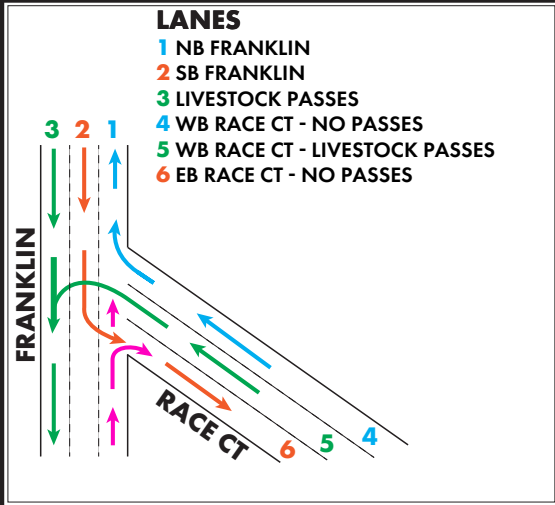 LANES
1 NB FRANKLIN
2 SB FRANKLIN
3 LIVESTOCK PASSES
4 WB RACE CT - NO PASSES
5 WB RACE CT - LIVESTOCK PASSES
6 EB RACE CT - NO PASSES
3 2 1
FRANKLIN
RACE CT
6 5 4